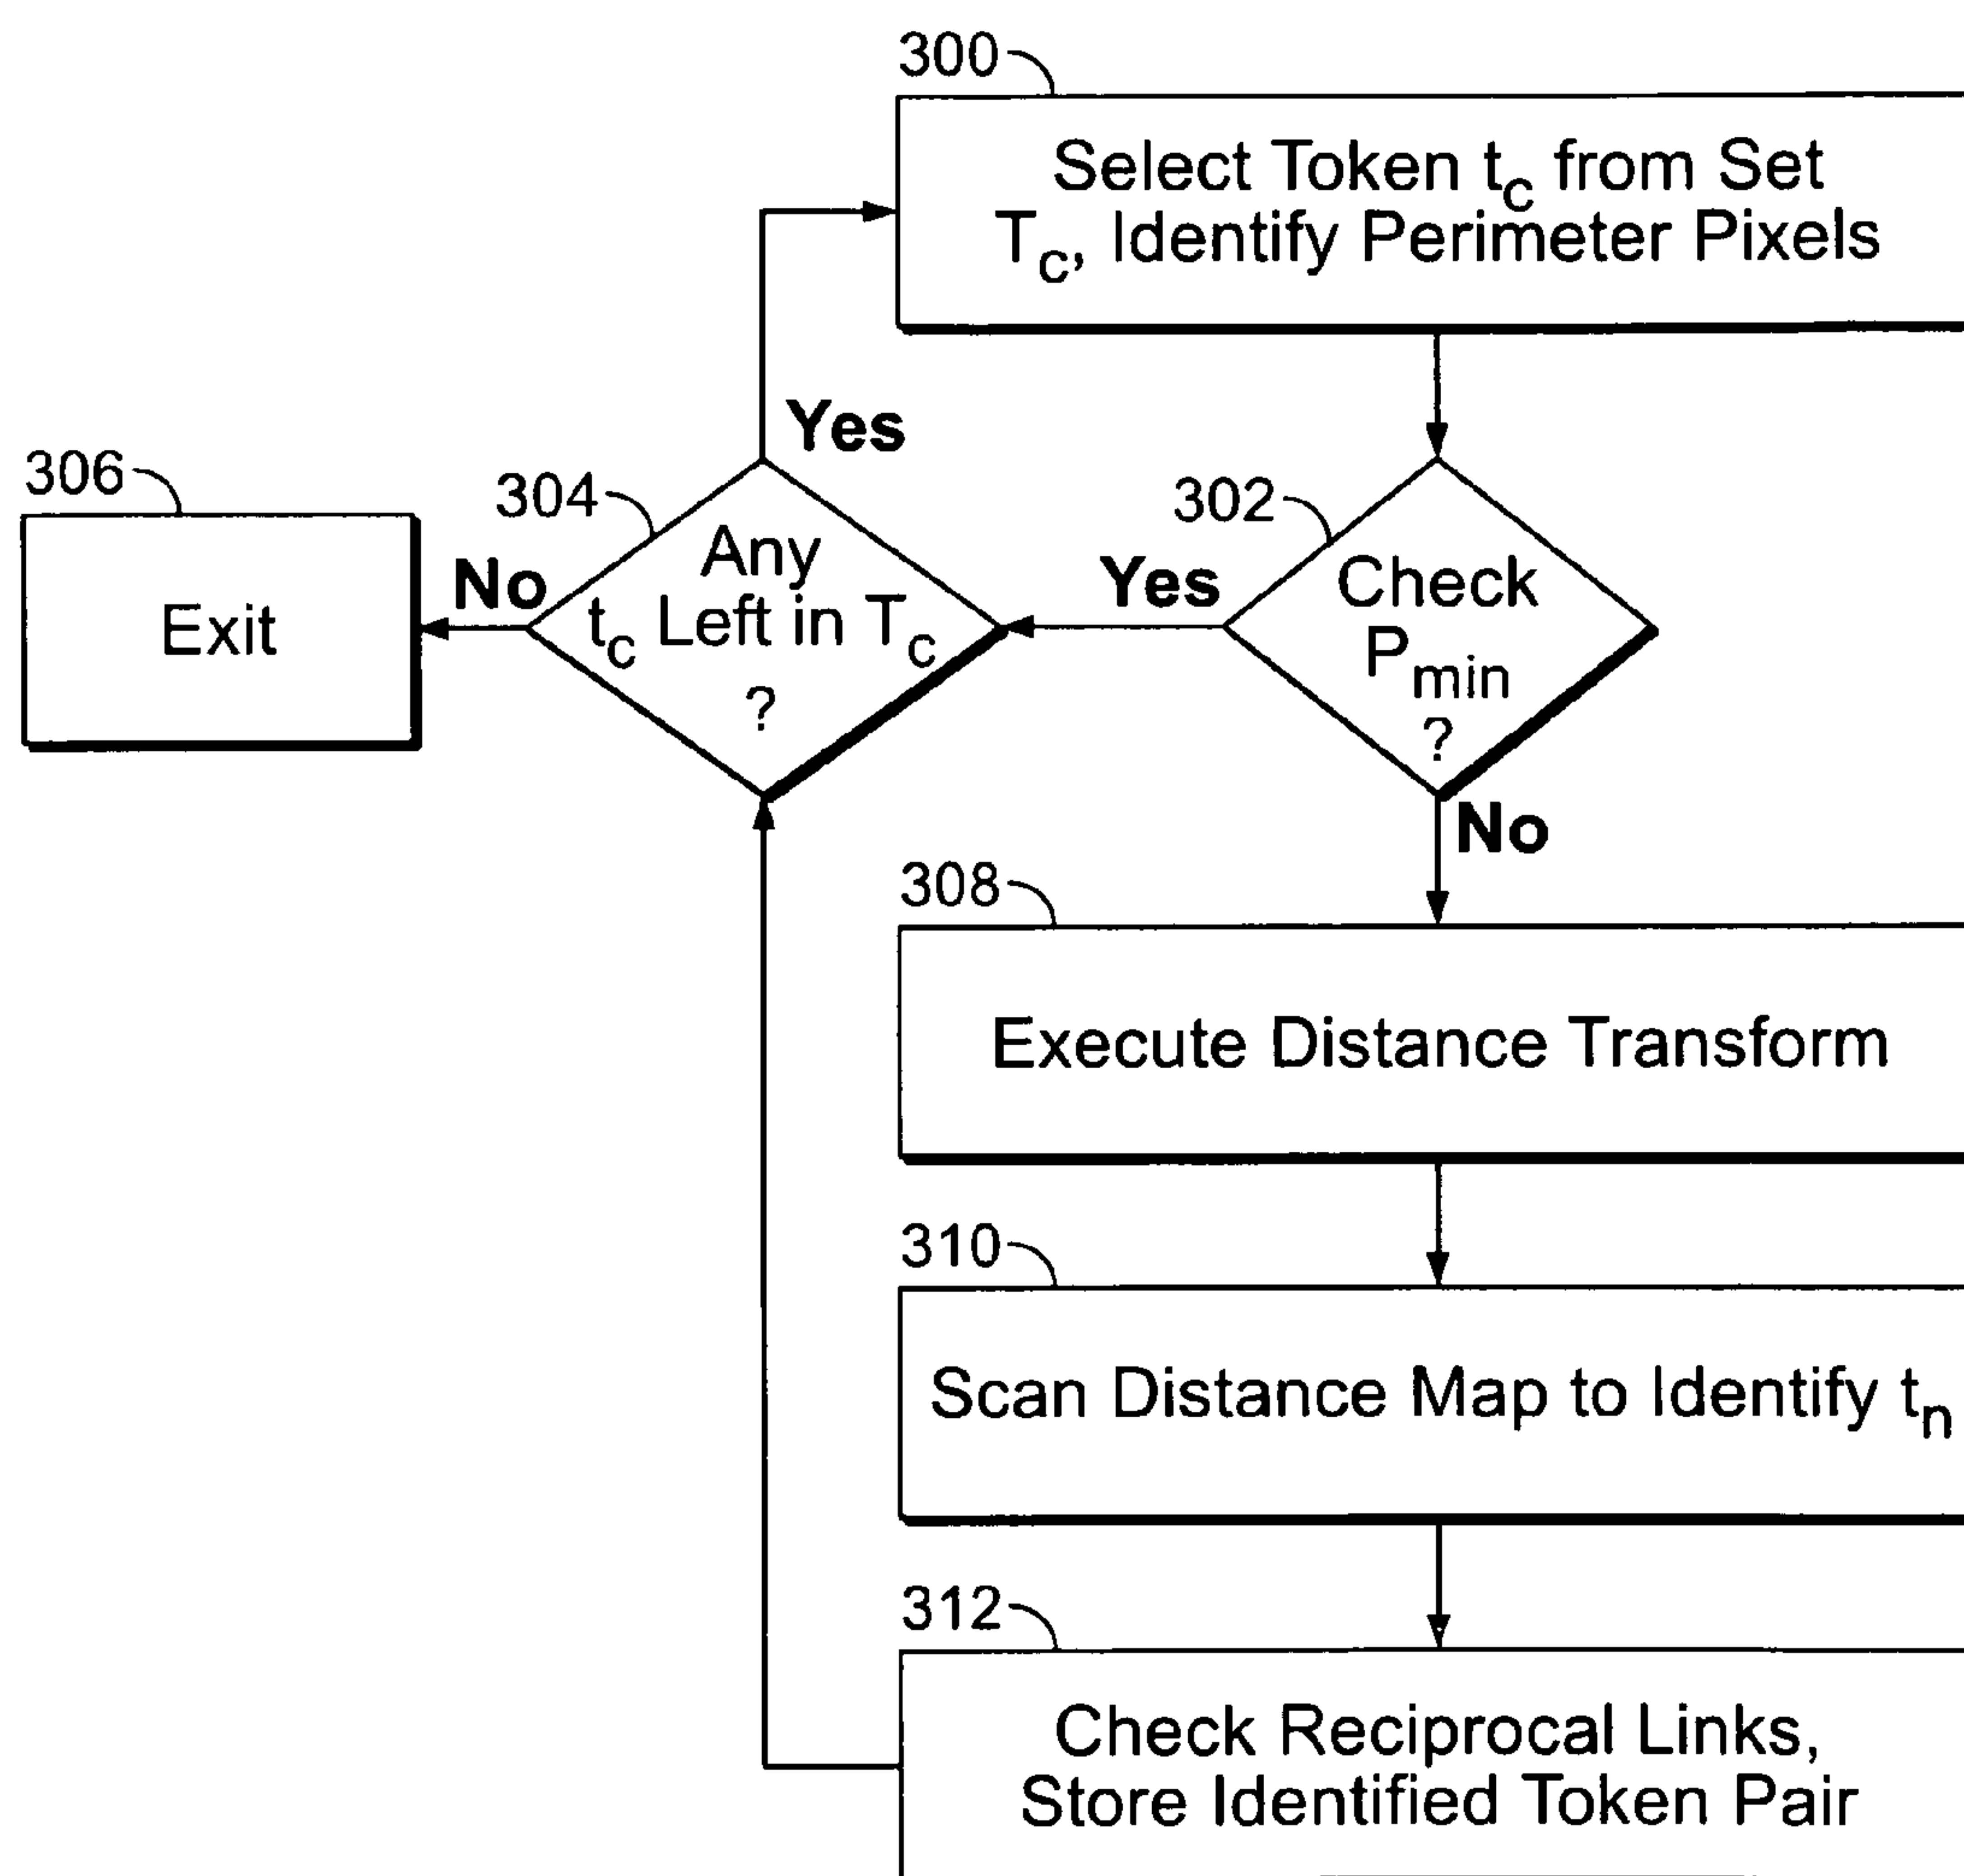 300
Select Token tc from Set
Tc, Identify Perimeter Pixels
Yes
306
304
302
Exit
No
Any
tc Left in Tc
?
Yes
Check
Pmin
?
No
308
Execute Distance Transform
310
Scan Distance Map to Identify tn
312
Check Reciprocal Links,
Store Identified Token Pair